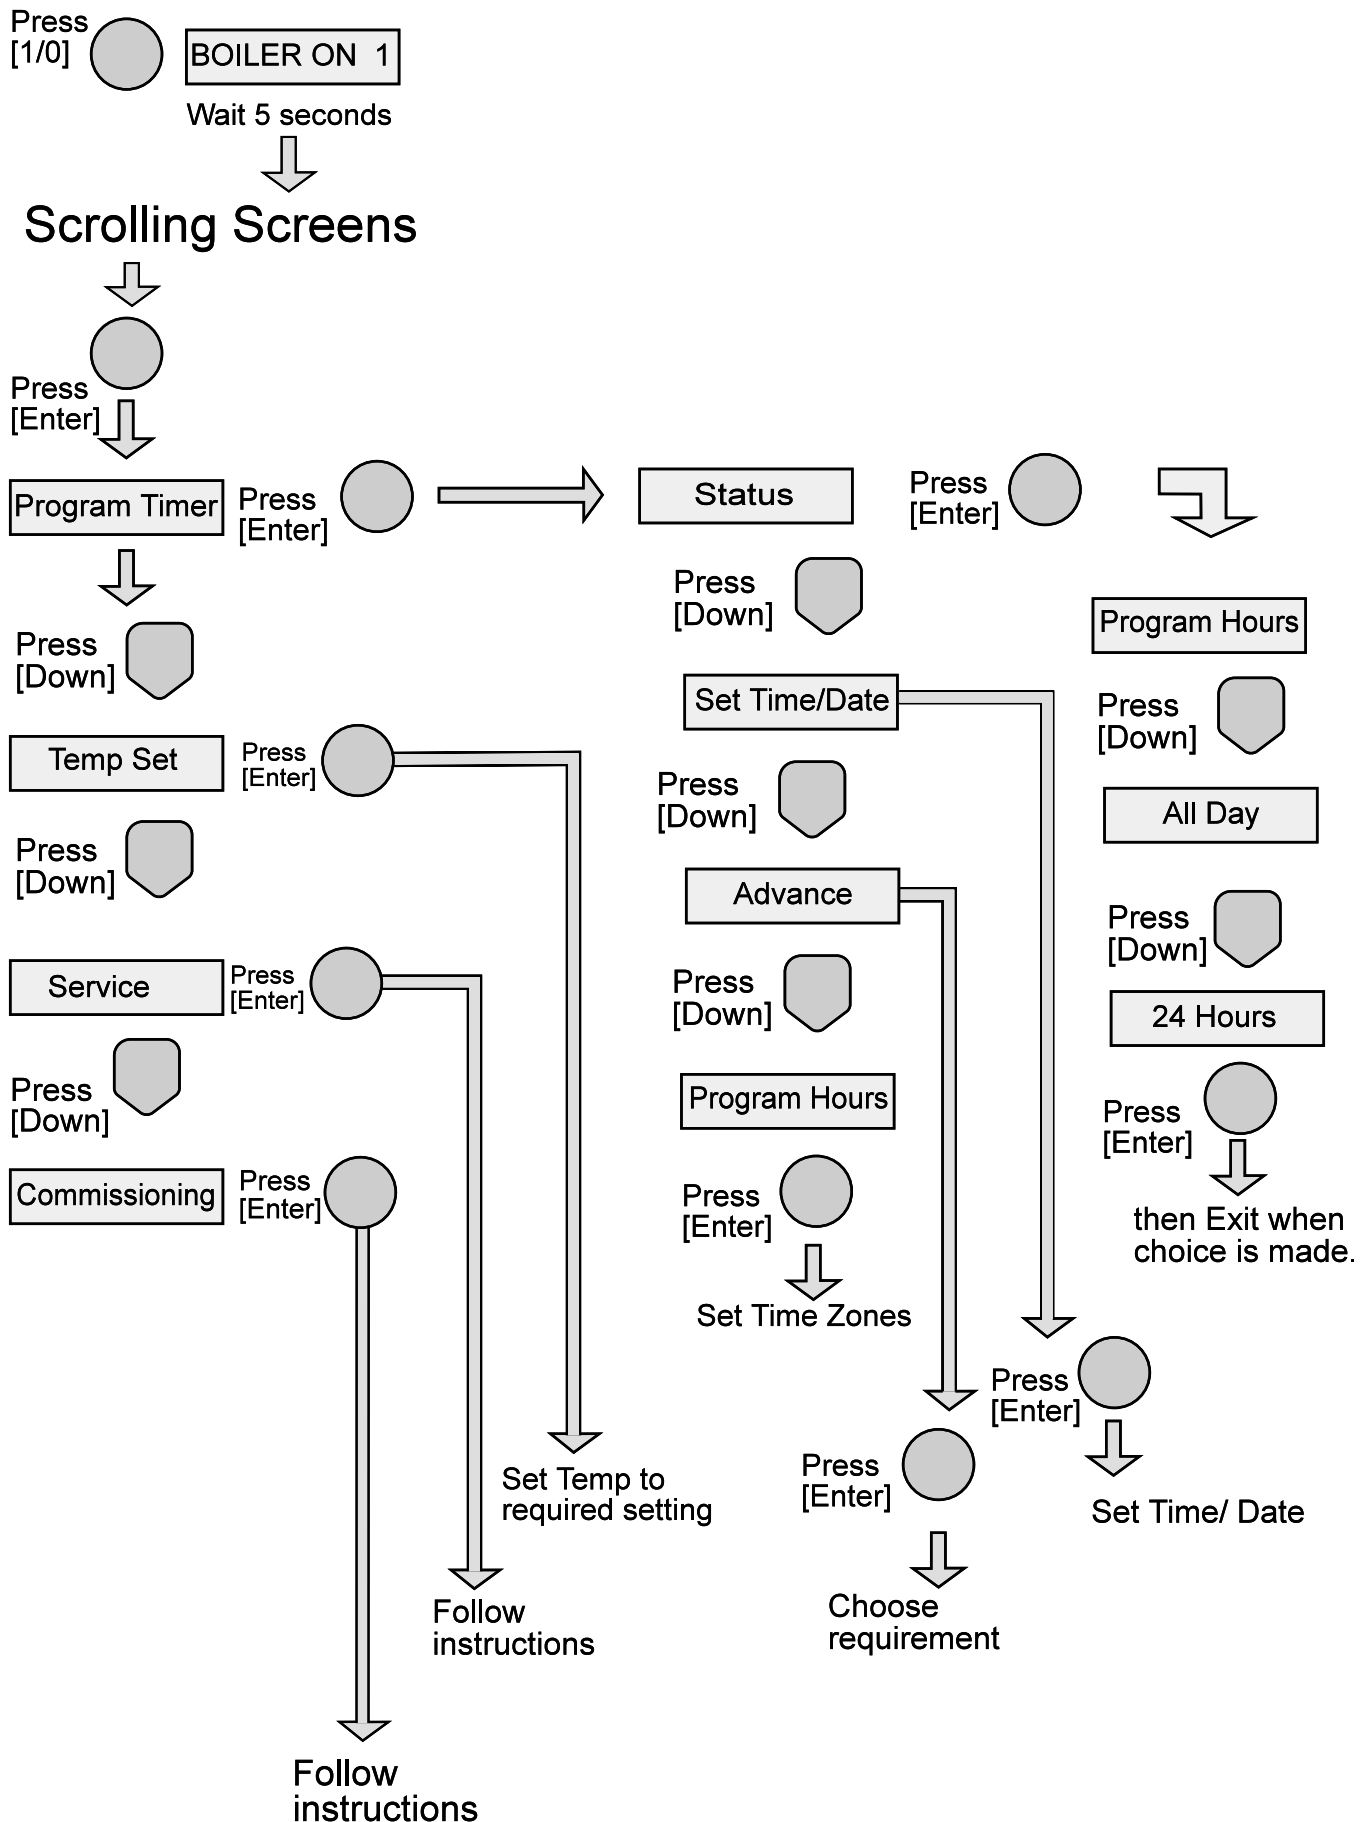 Press
[1/0]
BOILER ON 1
Wait 5 seconds
Scrolling Screens
Press
[Enter]
Program Timer
Press
[Enter]
Press
[Down]
Temp Set
Press
[Enter]
Press
[Down]
Service
Press
[Enter]
Press
[Down]
Commissioning
Press
[Enter]
Set Temp to
required setting
Follow
instructions
Follow
instructions
Status
Press
[Enter]
Press
[Down]
Set Time/Date
Press
[Down]
Advance
Press
[Down]
Program Hours
Press
[Enter]
Set Time Zones
Press
[Enter]
Choose
requirement
Press
[Enter]
Set Time/ Date
Program Hours
Press
[Down]
All Day
Press
[Down]
24 Hours
Press
[Enter]
then Exit when
choice is made.